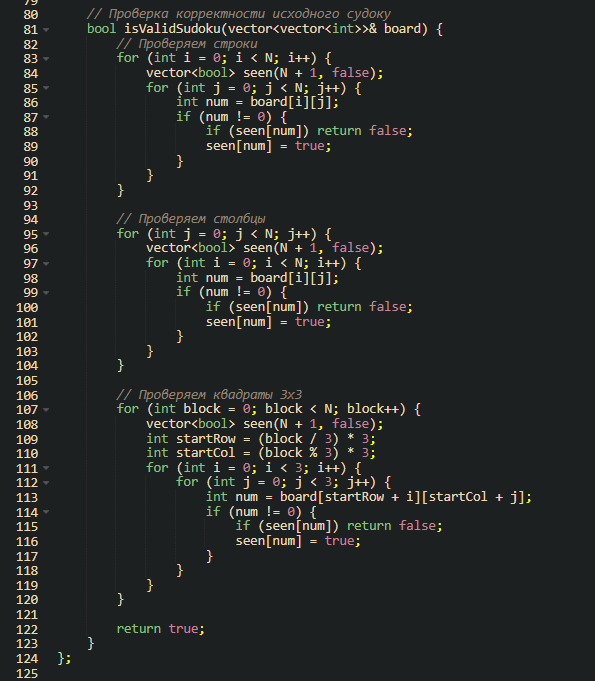 79
80 // Проверка корректности исходного судоку
81 bool isValidSudoku(vector<vector<int>>& board) {
82 // Проверяем строки
83 for (int i = 0; i < N; i++) {
84 vector<bool> seen(N + 1, false);
85 for (int j = 0; j < N; j++) {
86 int num = board[i][j];
87 if (num != 0) {
88 if (seen[num]) return false;
89 seen[num] = true;
90 }
91 }
92 }
93
94 // Проверяем столбцы
95 for (int j = 0; j < N; j++) {
96 vector<bool> seen(N + 1, false);
97 for (int i = 0; i < N; i++) {
98 int num = board[i][j];
99 if (num != 0) {
100 if (seen[num]) return false;
101 seen[num] = true;
102 }
103 }
104 }
105
106 // Проверяем квадраты 3x3
107 for (int block = 0; block < N; block++) {
108 vector<bool> seen(N + 1, false);
109 int startRow = (block / 3) * 3;
110 int startCol = (block % 3) * 3;
111 for (int i = 0; i < 3; i++) {
112 for (int j = 0; j < 3; j++) {
113 int num = board[startRow + i][startCol + j];
114 if (num != 0) {
115 if (seen[num]) return false;
116 seen[num] = true;
117 }
118 }
119 }
120 }
121
122 return true;
123 }
124 };
125